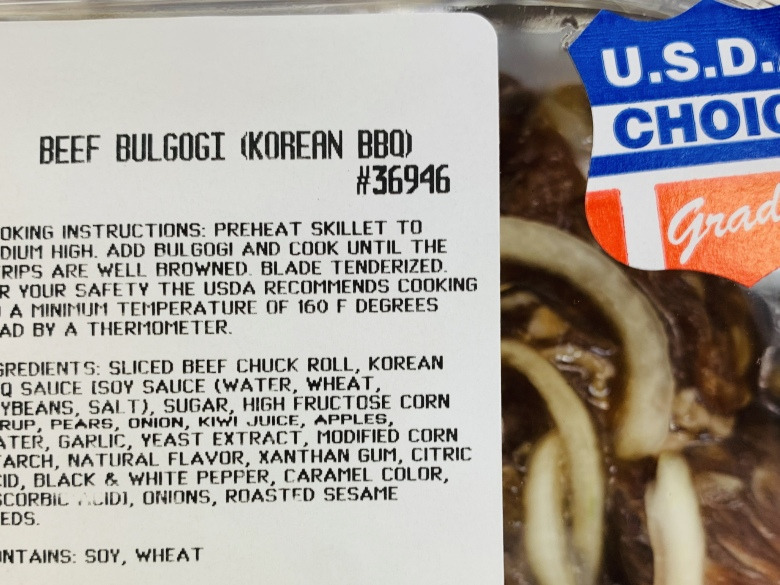 BEEF BULGOGI (KOREAN BBQ)
#36946
OKING INSTRUCTIONS: PREHEAT SKILLET TO
DIUM HIGH. ADD BULGOGI AND COOK UNTIL THE
RIPS ARE WELL BROWNED. BLADE TENDERIZED.
R YOUR SAFETY THE USDA RECOMMENDS COOKING
A MINIMUM TEMPERATURE OF 160 F DEGREES
AD BY A THERMOMETER.
GREDIENTS: SLICED BEEF CHUCK ROLL, KOREAN
Q SAUCE [SOY SAUCE (WATER, WHEAT,
YBEANS, SALT), SUGAR, HIGH FRUCTOSE CORN
RUP, PEARS, ONION, KIWI JUICE, APPLES,
ATER, GARLIC, YEAST EXTRACT, MODIFIED CORN
ARCH, NATURAL FLAVOR, XANTHAN GUM, CITRIC
ID, BLACK & WHITE PEPPER, CARAMEL COLOR,
SCORBIC ACID], ONIONS, ROASTED SESAME
EDS.
NTAINS: SOY, WHEAT
U.S.D.
CHOIC
Grad